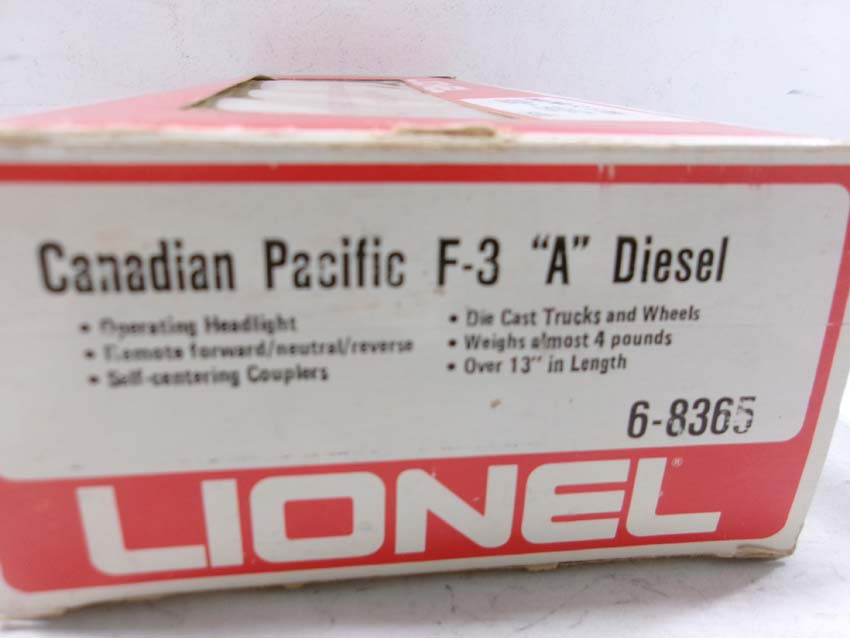 Canadian Pacific F-3 "A" Diesel
• Operating Headlight
• Remote forward/neutral/reverse
• Self-centering Couplers
• Die Cast Trucks and Wheels
• Weighs almost 4 pounds
• Over 13" in Length
6-8365
LIONEL®